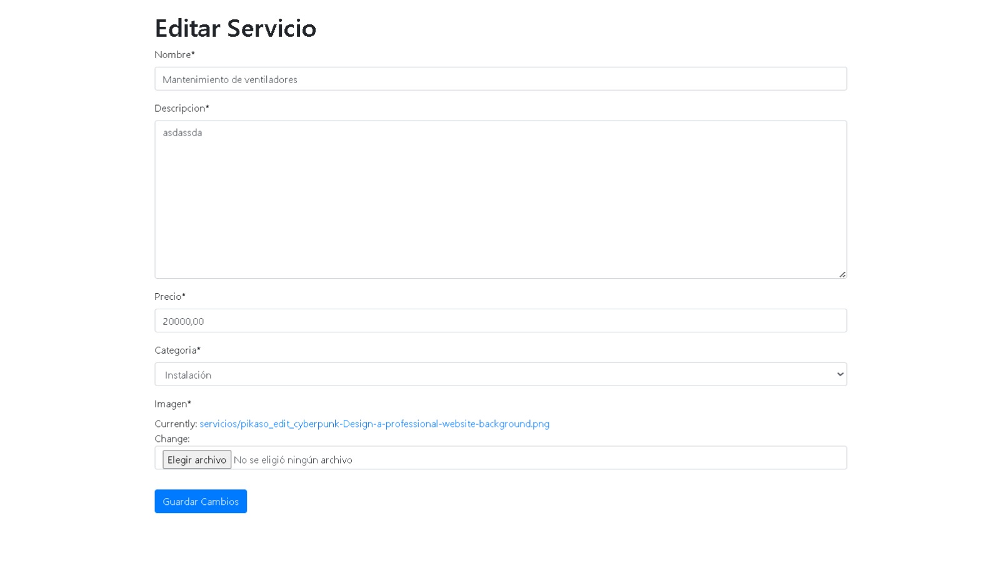 Editar Servicio
Nombre*
Mantenimiento de ventiladores
Descripcion*
asdassda
Precio*
20000,00
Categoria*
Instalación
Imagen*
Currently: servicios/pikaso_edit_cyberpunk-Design-a-professional-website-background.png
Change:
Elegir archivo No se eligió ningún archivo
Guardar Cambios